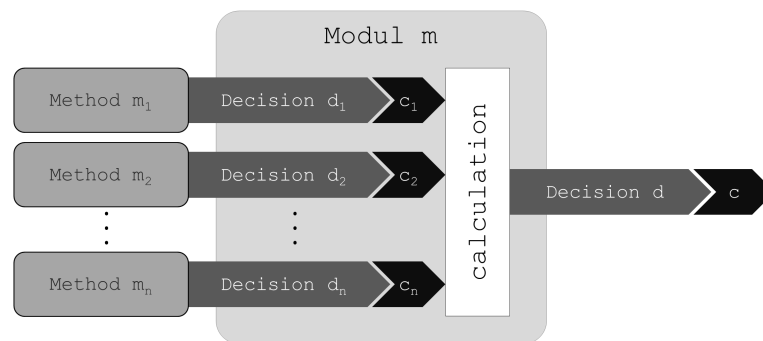 Modul m
Method m₁ Decision d₁ c₁
Method m₂ Decision d₂ c₂
Method mₙ Decision dₙ cₙ
calculation
Decision d c